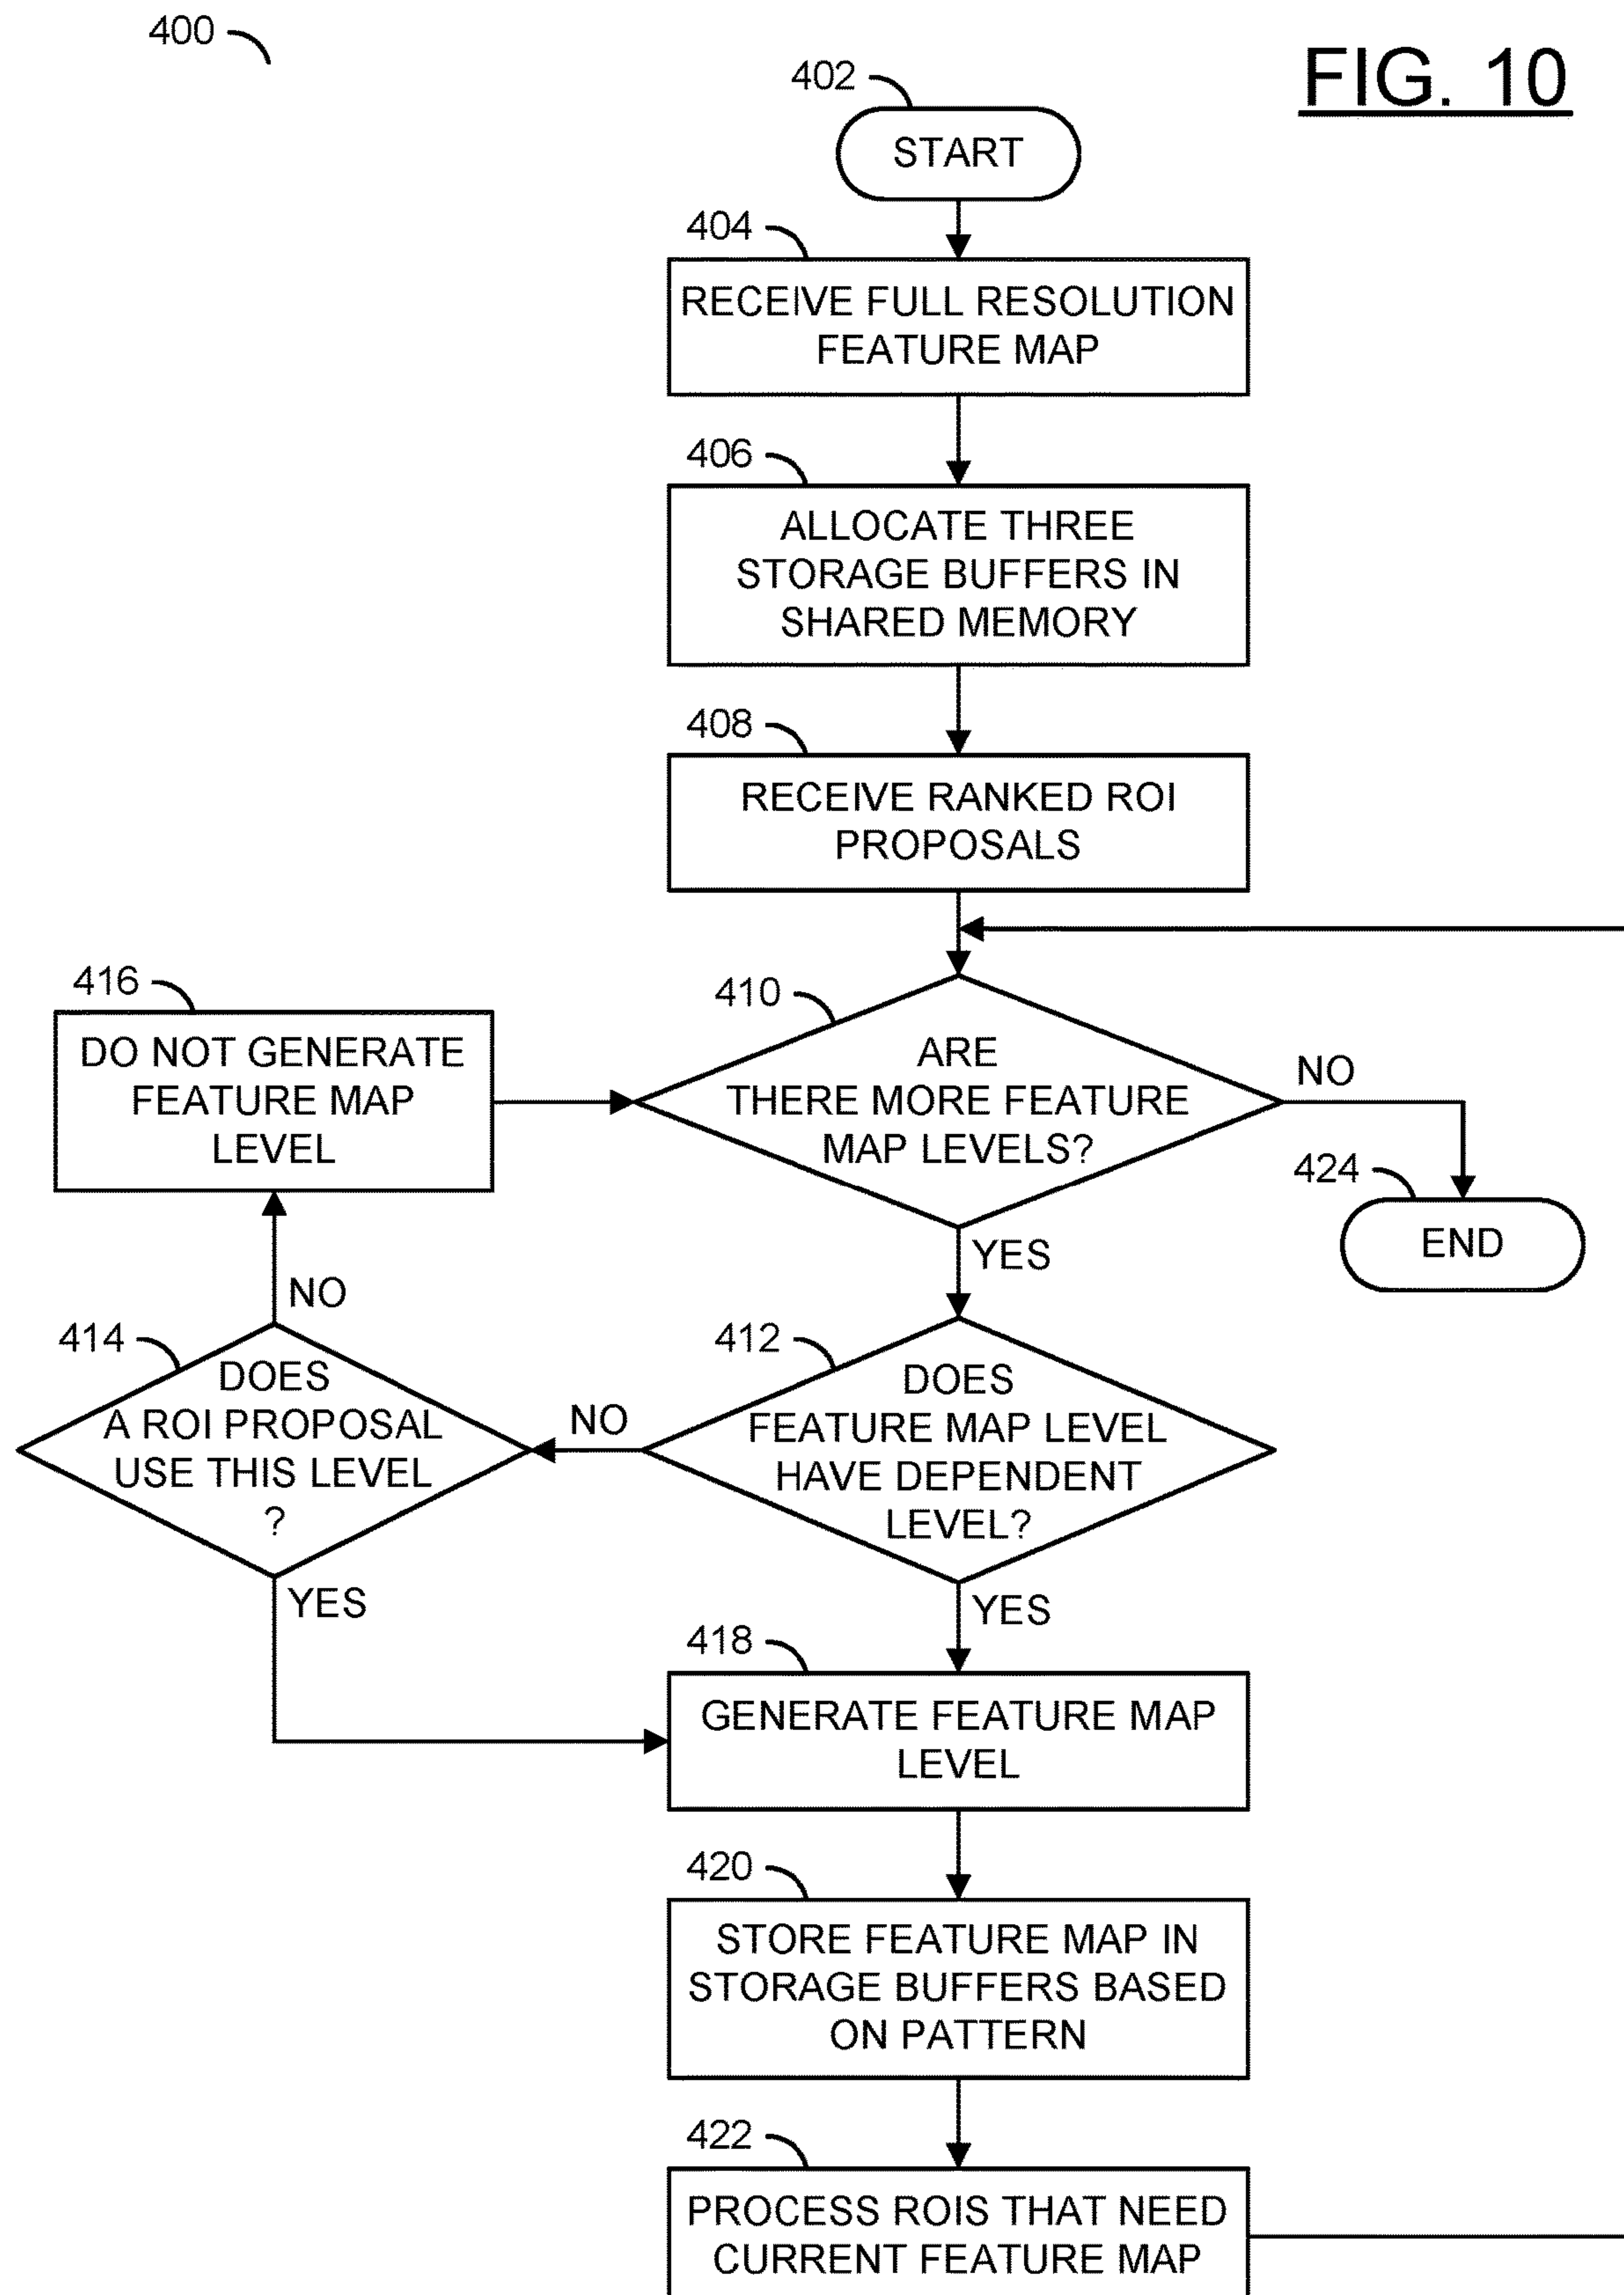 400
FIG. 10
402
START
404
RECEIVE FULL RESOLUTION
FEATURE MAP
406
ALLOCATE THREE
STORAGE BUFFERS IN
SHARED MEMORY
408
RECEIVE RANKED ROI
PROPOSALS
416
DO NOT GENERATE
FEATURE MAP
LEVEL
410
ARE
THERE MORE FEATURE
MAP LEVELS?
NO
424
END
YES
NO
414
DOES
A ROI PROPOSAL
USE THIS LEVEL
?
NO
412
DOES
FEATURE MAP LEVEL
HAVE DEPENDENT
LEVEL?
YES
YES
418
GENERATE FEATURE MAP
LEVEL
420
STORE FEATURE MAP IN
STORAGE BUFFERS BASED
ON PATTERN
422
PROCESS ROIS THAT NEED
CURRENT FEATURE MAP